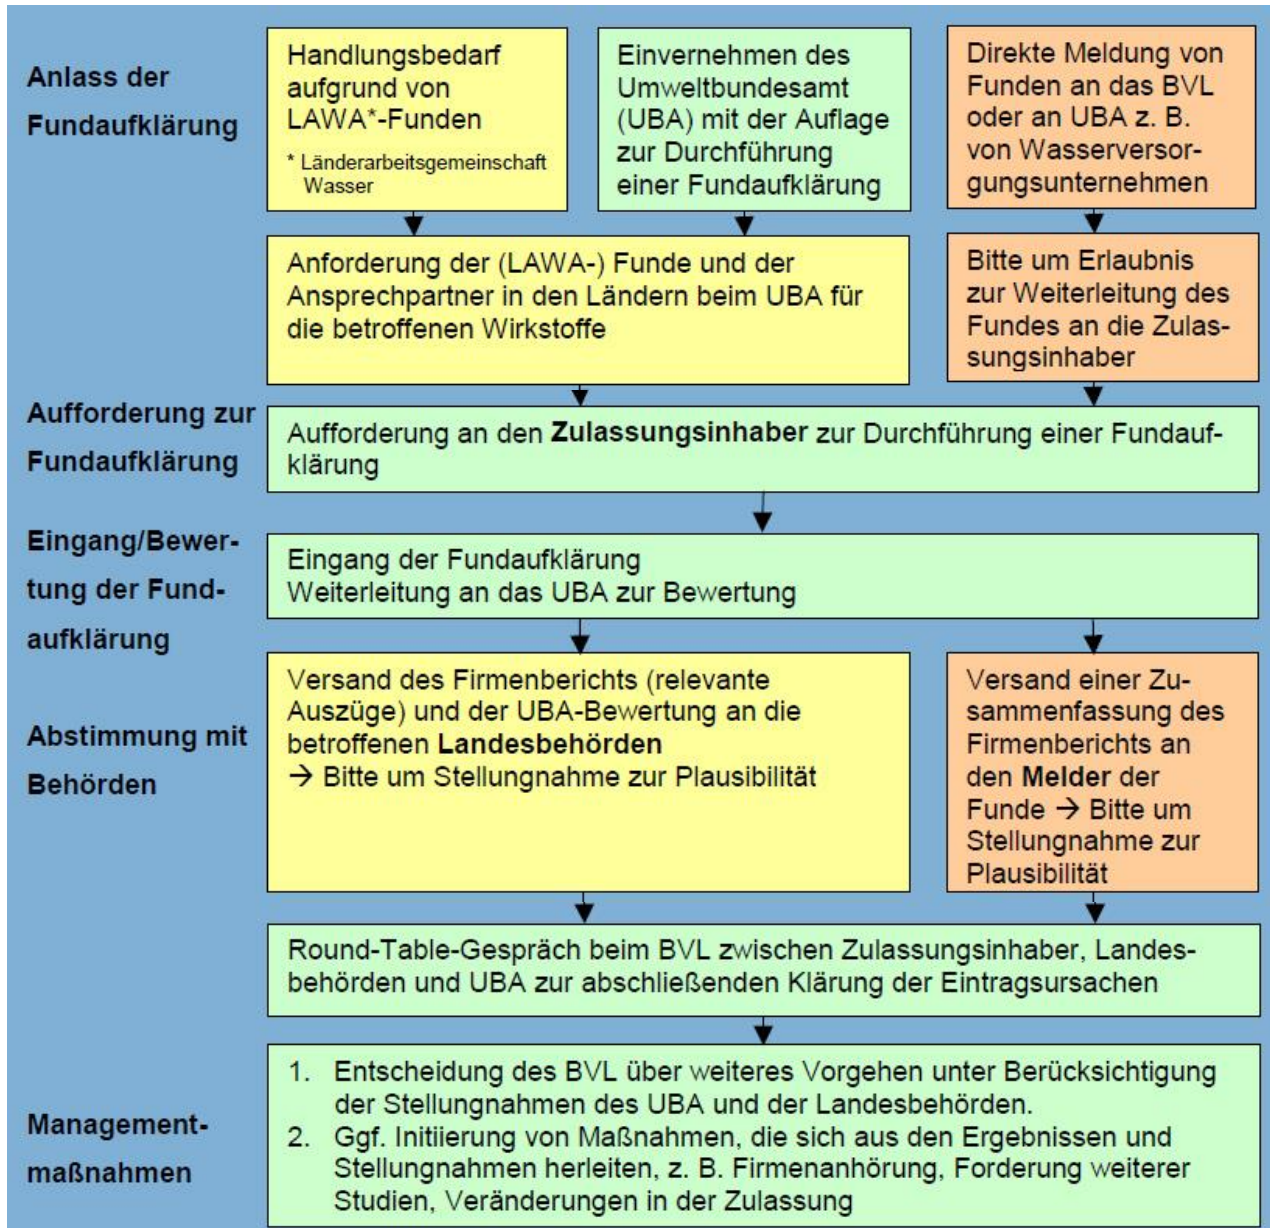 Anlass der
Fundaufklärung
Handlungsbedarf
aufgrund von
LAWA*-Funden
* Länderarbeitsgemeinschaft
Wasser
Einvernehmen des
Umweltbundesamt
(UBA) mit der Auflage
zur Durchführung
einer Fundaufklärung
Direkte Meldung von
Funden an das BVL
oder an UBA z. B.
von Wasserversor-
gungsunternehmen
Anforderung der (LAWA-) Funde und der
Ansprechpartner in den Ländern beim UBA für
die betroffenen Wirkstoffe
Bitte um Erlaubnis
zur Weiterleitung des
Fundes an die Zulas-
sungsinhaber
Aufforderung zur
Fundaufklärung
Aufforderung an den Zulassungsinhaber zur Durchführung einer Fundauf-
klärung
Eingang/Bewer-
tung der Fund-
aufklärung
Eingang der Fundaufklärung
Weiterleitung an das UBA zur Bewertung
Abstimmung mit
Behörden
Versand des Firmenberichts (relevante
Auszüge) und der UBA-Bewertung an die
betroffenen Landesbehörden
→ Bitte um Stellungnahme zur Plausibilität
Versand einer Zu-
sammenfassung des
Firmenberichts an
den Melder der
Funde → Bitte um
Stellungnahme zur
Plausibilität
Round-Table-Gespräch beim BVL zwischen Zulassungsinhaber, Landes-
behörden und UBA zur abschließenden Klärung der Eintragsursachen
Management-
maßnahmen
1. Entscheidung des BVL über weiteres Vorgehen unter Berücksichtigung
der Stellungnahmen des UBA und der Landesbehörden.
2. Ggf. Initiierung von Maßnahmen, die sich aus den Ergebnissen und
Stellungnahmen herleiten, z. B. Firmenanhörung, Forderung weiterer
Studien, Veränderungen in der Zulassung